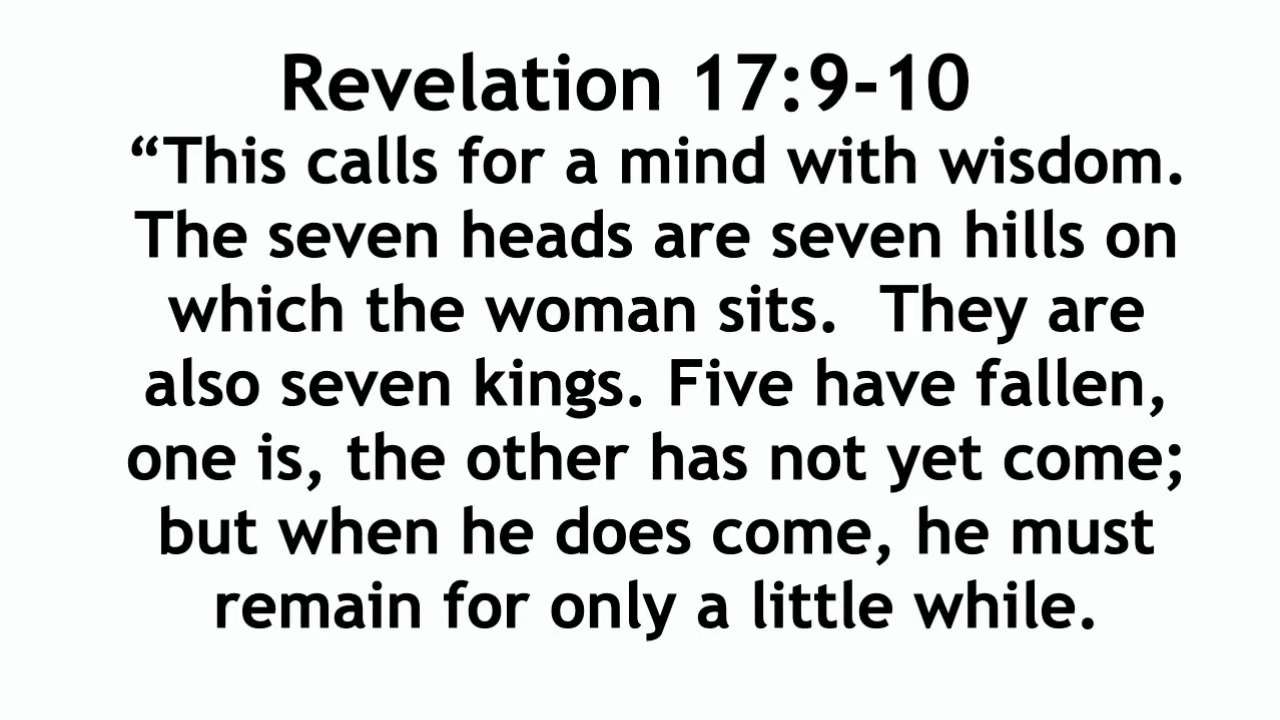 Revelation 17:9-10
“This calls for a mind with wisdom.
The seven heads are seven hills on
which the woman sits.  They are
also seven kings. Five have fallen,
one is, the other has not yet come;
but when he does come, he must
remain for only a little while.